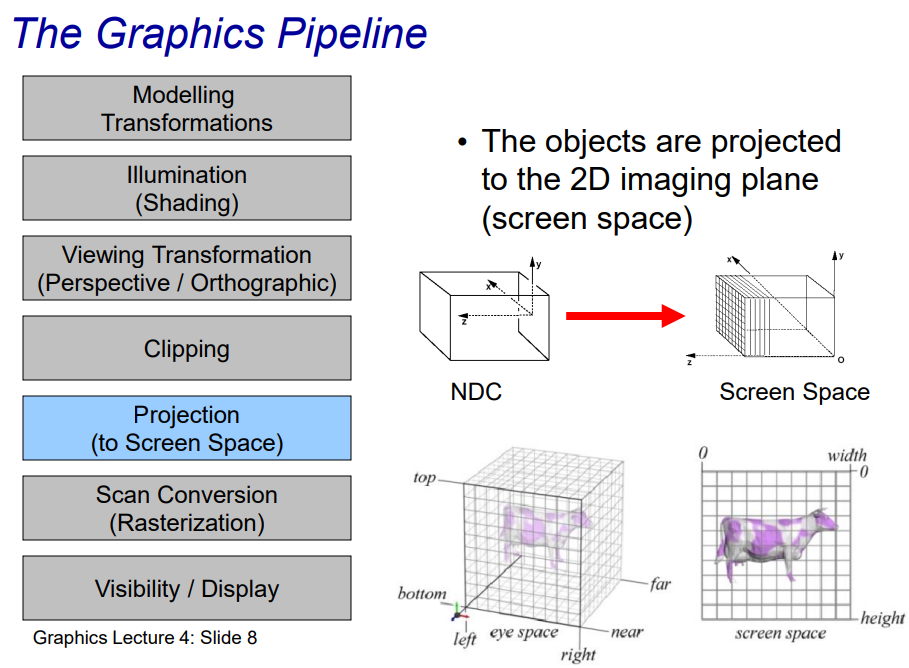 The Graphics Pipeline
Modelling
Transformations
Illumination
(Shading)
Viewing Transformation
(Perspective / Orthographic)
Clipping
Projection
(to Screen Space)
Scan Conversion
(Rasterization)
Visibility / Display
Graphics Lecture 4: Slide 8
• The objects are projected
to the 2D imaging plane
(screen space)
y
x
z
NDC
x
y
z
o
Screen Space
top
bottom
left
eye space
right
near
far
0
width
0
height
screen space